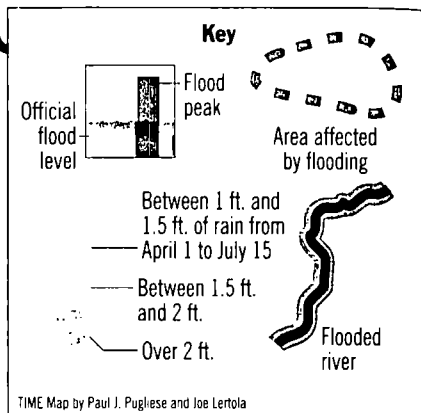 Key
Official
flood
level
Flood
peak
Area affected
by flooding
Between 1 ft. and
1.5 ft. of rain from
April 1 to July 15
Between 1.5 ft.
and 2 ft.
Over 2 ft.
Flooded
river
TIME Map by Paul J. Pugliese and Joe Lertola